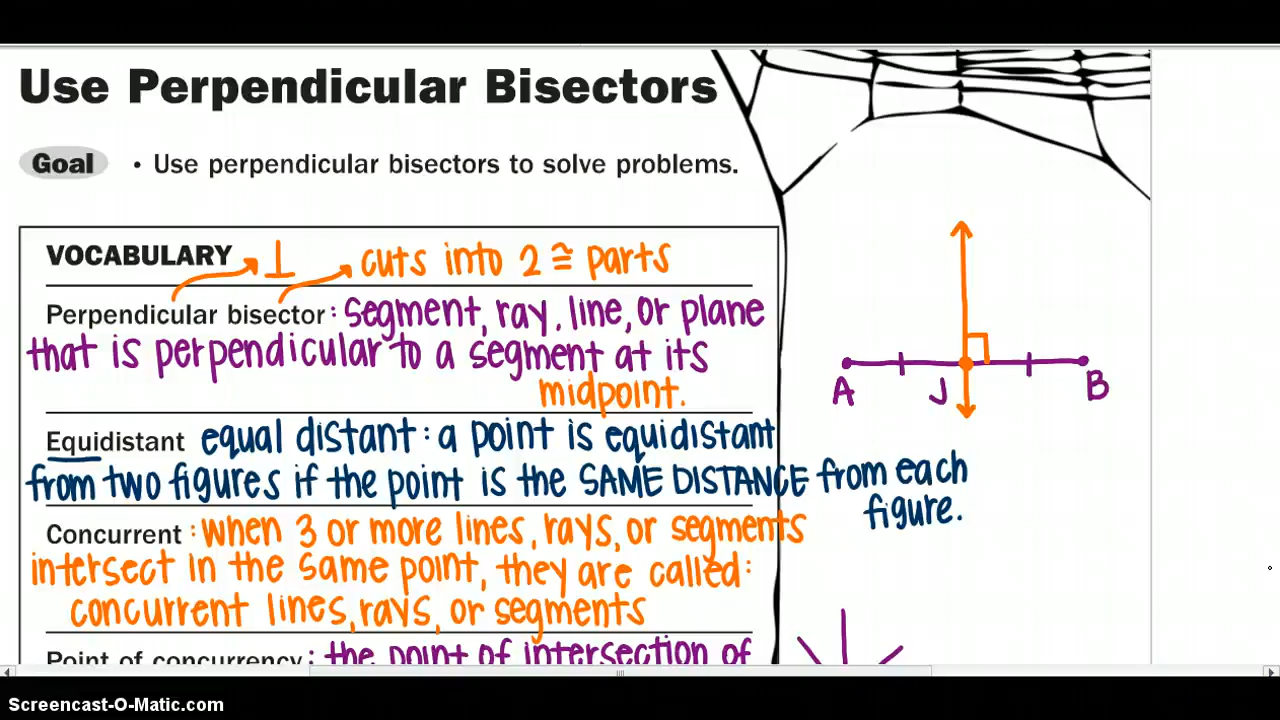 Use Perpendicular Bisectors
Goal • Use perpendicular bisectors to solve problems.
VOCABULARY ⊥ cuts into 2 ≅ parts
Perpendicular bisector: segment, ray, line, or plane
that is perpendicular to a segment at its
midpoint.
Equidistant equal distant: a point is equidistant
from two figures if the point is the SAME DISTANCE from each
figure.
Concurrent: when 3 or more lines, rays, or segments
intersect in the same point, they are called:
concurrent lines, rays, or segments
Point of concurrency: the point of intersection of
A J B
Screencast-O-Matic.com